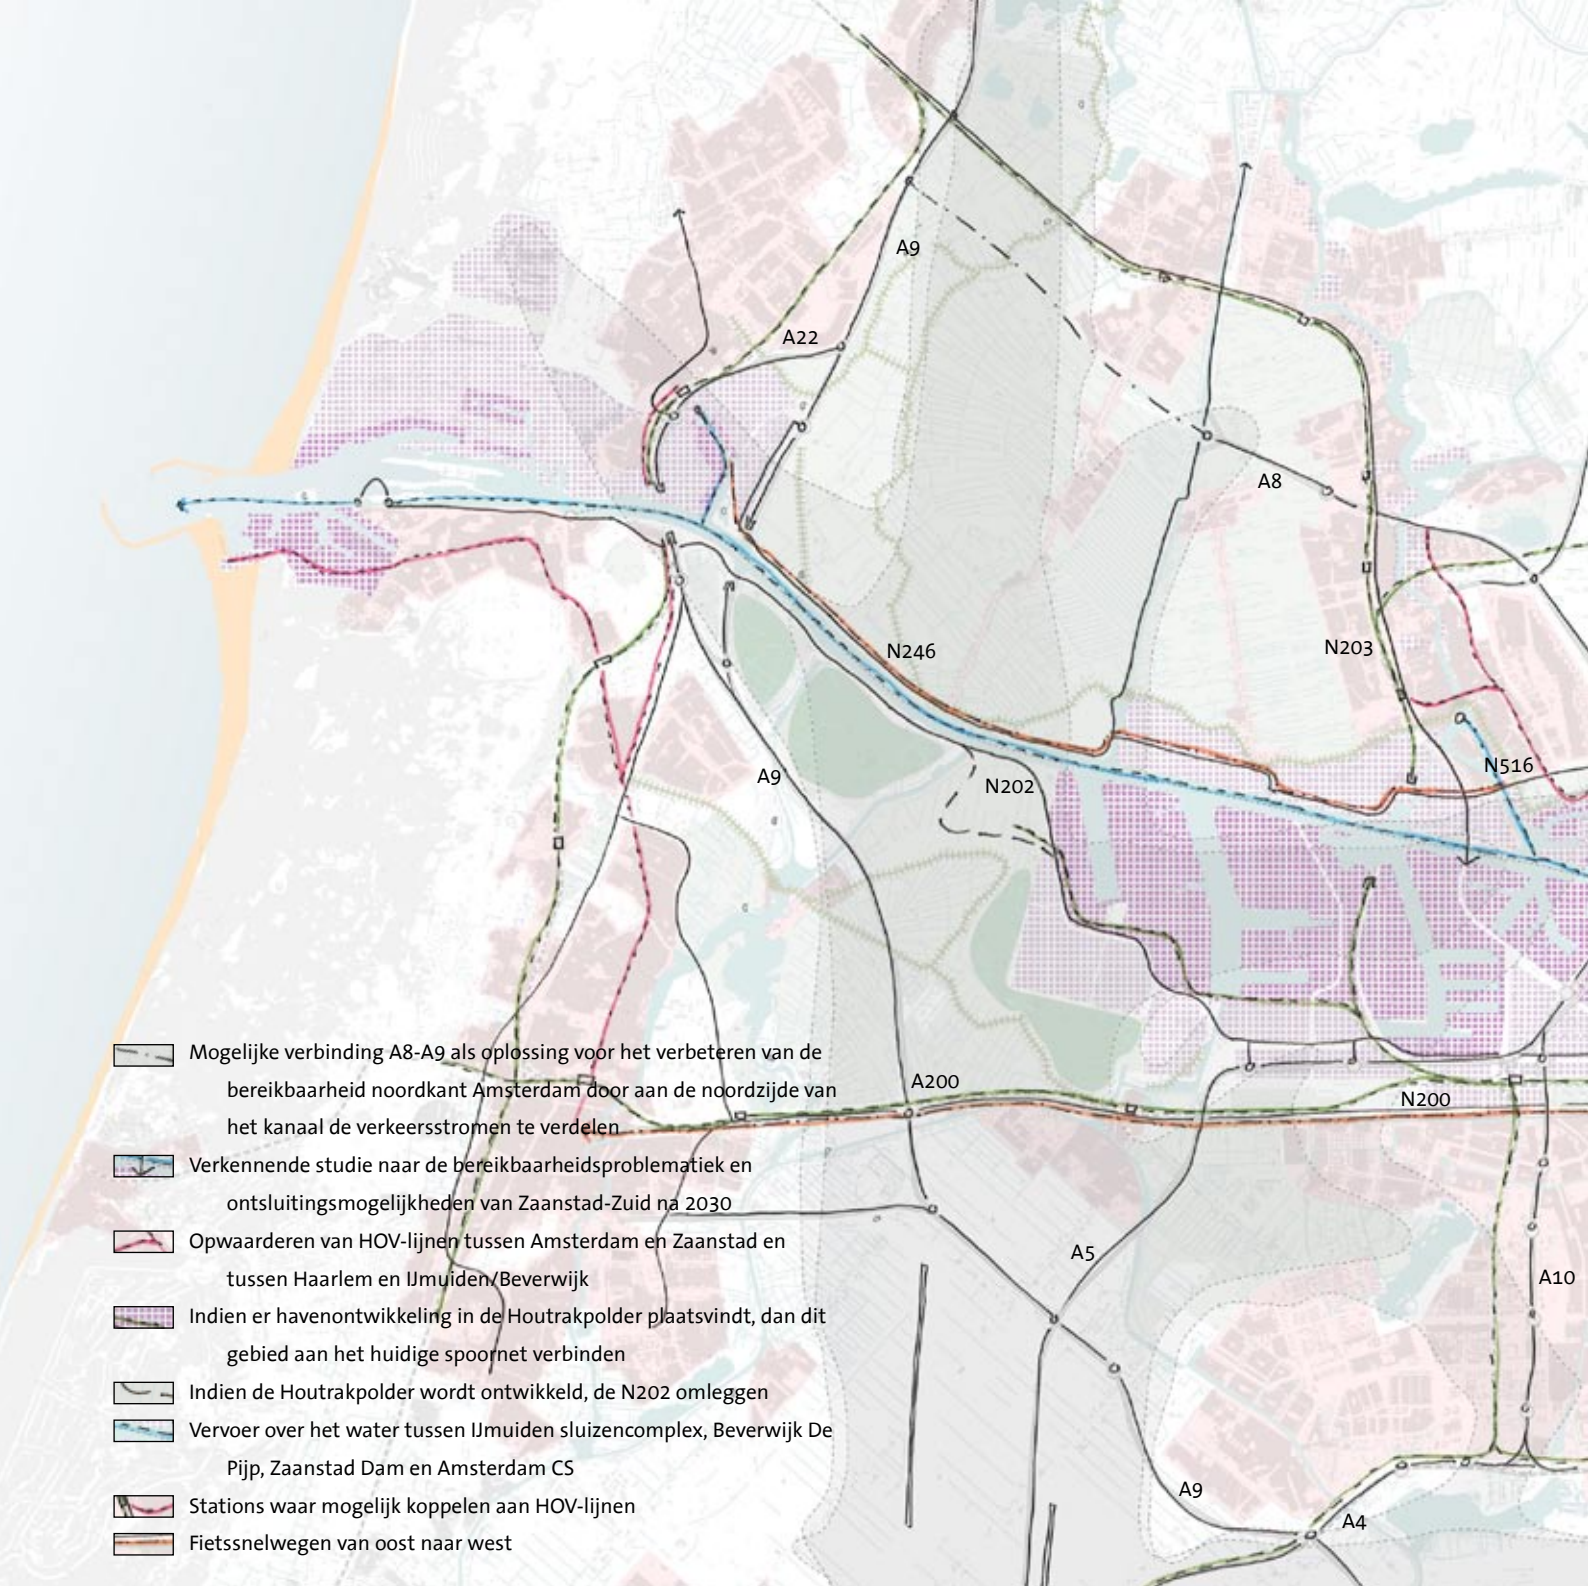 A9
A22
A8
N246
N203
A9
N202
N516
Mogelijke verbinding A8-A9 als oplossing voor het verbeteren van de
bereikbaarheid noordkant Amsterdam door aan de noordzijde van
het kanaal de verkeersstromen te verdelen
Verkennende studie naar de bereikbaarheidsproblematiek en
ontsluitingsmogelijkheden van Zaanstad-Zuid na 2030
Opwaarderen van HOV-lijnen tussen Amsterdam en Zaanstad en
tussen Haarlem en IJmuiden/Beverwijk
Indien er havenontwikkeling in de Houtrakpolder plaatsvindt, dan dit
gebied aan het huidige spoornet verbinden
Indien de Houtrakpolder wordt ontwikkeld, de N202 omleggen
Vervoer over het water tussen IJmuiden sluizencomplex, Beverwijk De
Pijp, Zaanstad Dam en Amsterdam CS
Stations waar mogelijk koppelen aan HOV-lijnen
Fietssnelwegen van oost naar west
A200
N200
A5
A10
A9
A4